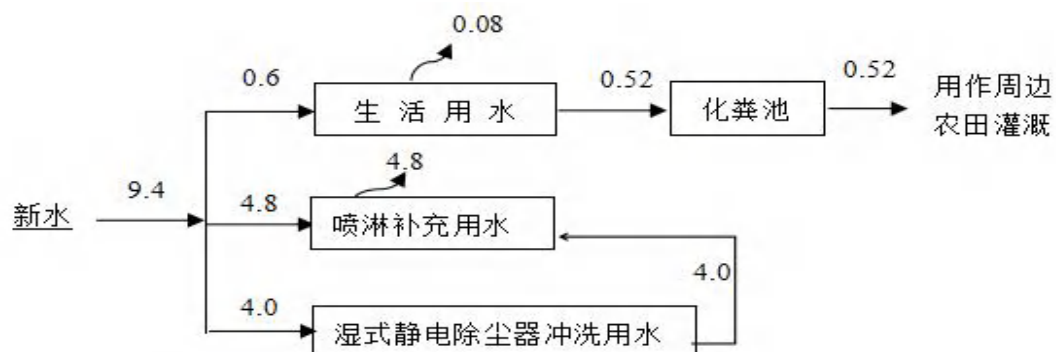 0.08
0.6
0.52
0.52
生 活 用 水
化粪池
用作周边
农田灌溉
4.8
9.4
新水
4.8
喷淋补充用水
4.0
4.0
湿式静电除尘器冲洗用水